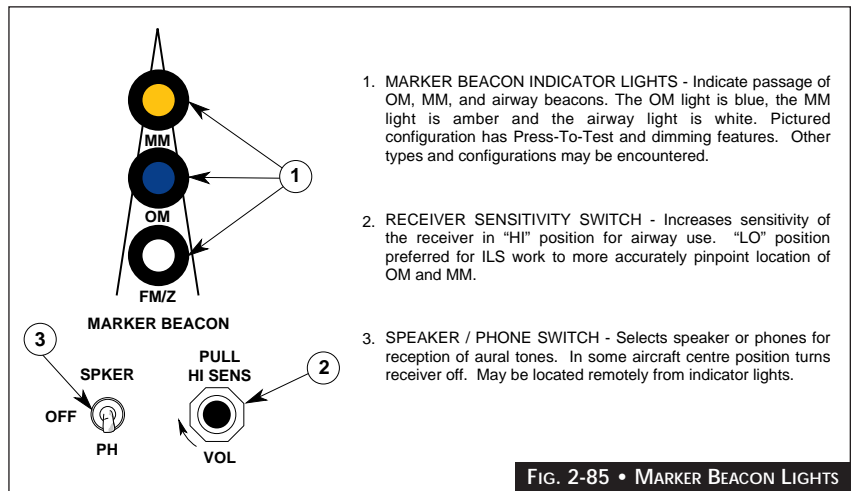 MM
OM
FM/Z
MARKER BEACON
1
3
SPKER
OFF
PH
PULL
HI SENS
2
VOL
1. MARKER BEACON INDICATOR LIGHTS - Indicate passage of
OM, MM, and airway beacons. The OM light is blue, the MM
light is amber and the airway light is white. Pictured
configuration has Press-To-Test and dimming features. Other
types and configurations may be encountered.
2. RECEIVER SENSITIVITY SWITCH - Increases sensitivity of
the receiver in “HI” position for airway use. “LO” position
preferred for ILS work to more accurately pinpoint location of
OM and MM.
3. SPEAKER / PHONE SWITCH - Selects speaker or phones for
reception of aural tones. In some aircraft centre position turns
receiver off. May be located remotely from indicator lights.
FIG. 2-85 • MARKER BEACON LIGHTS